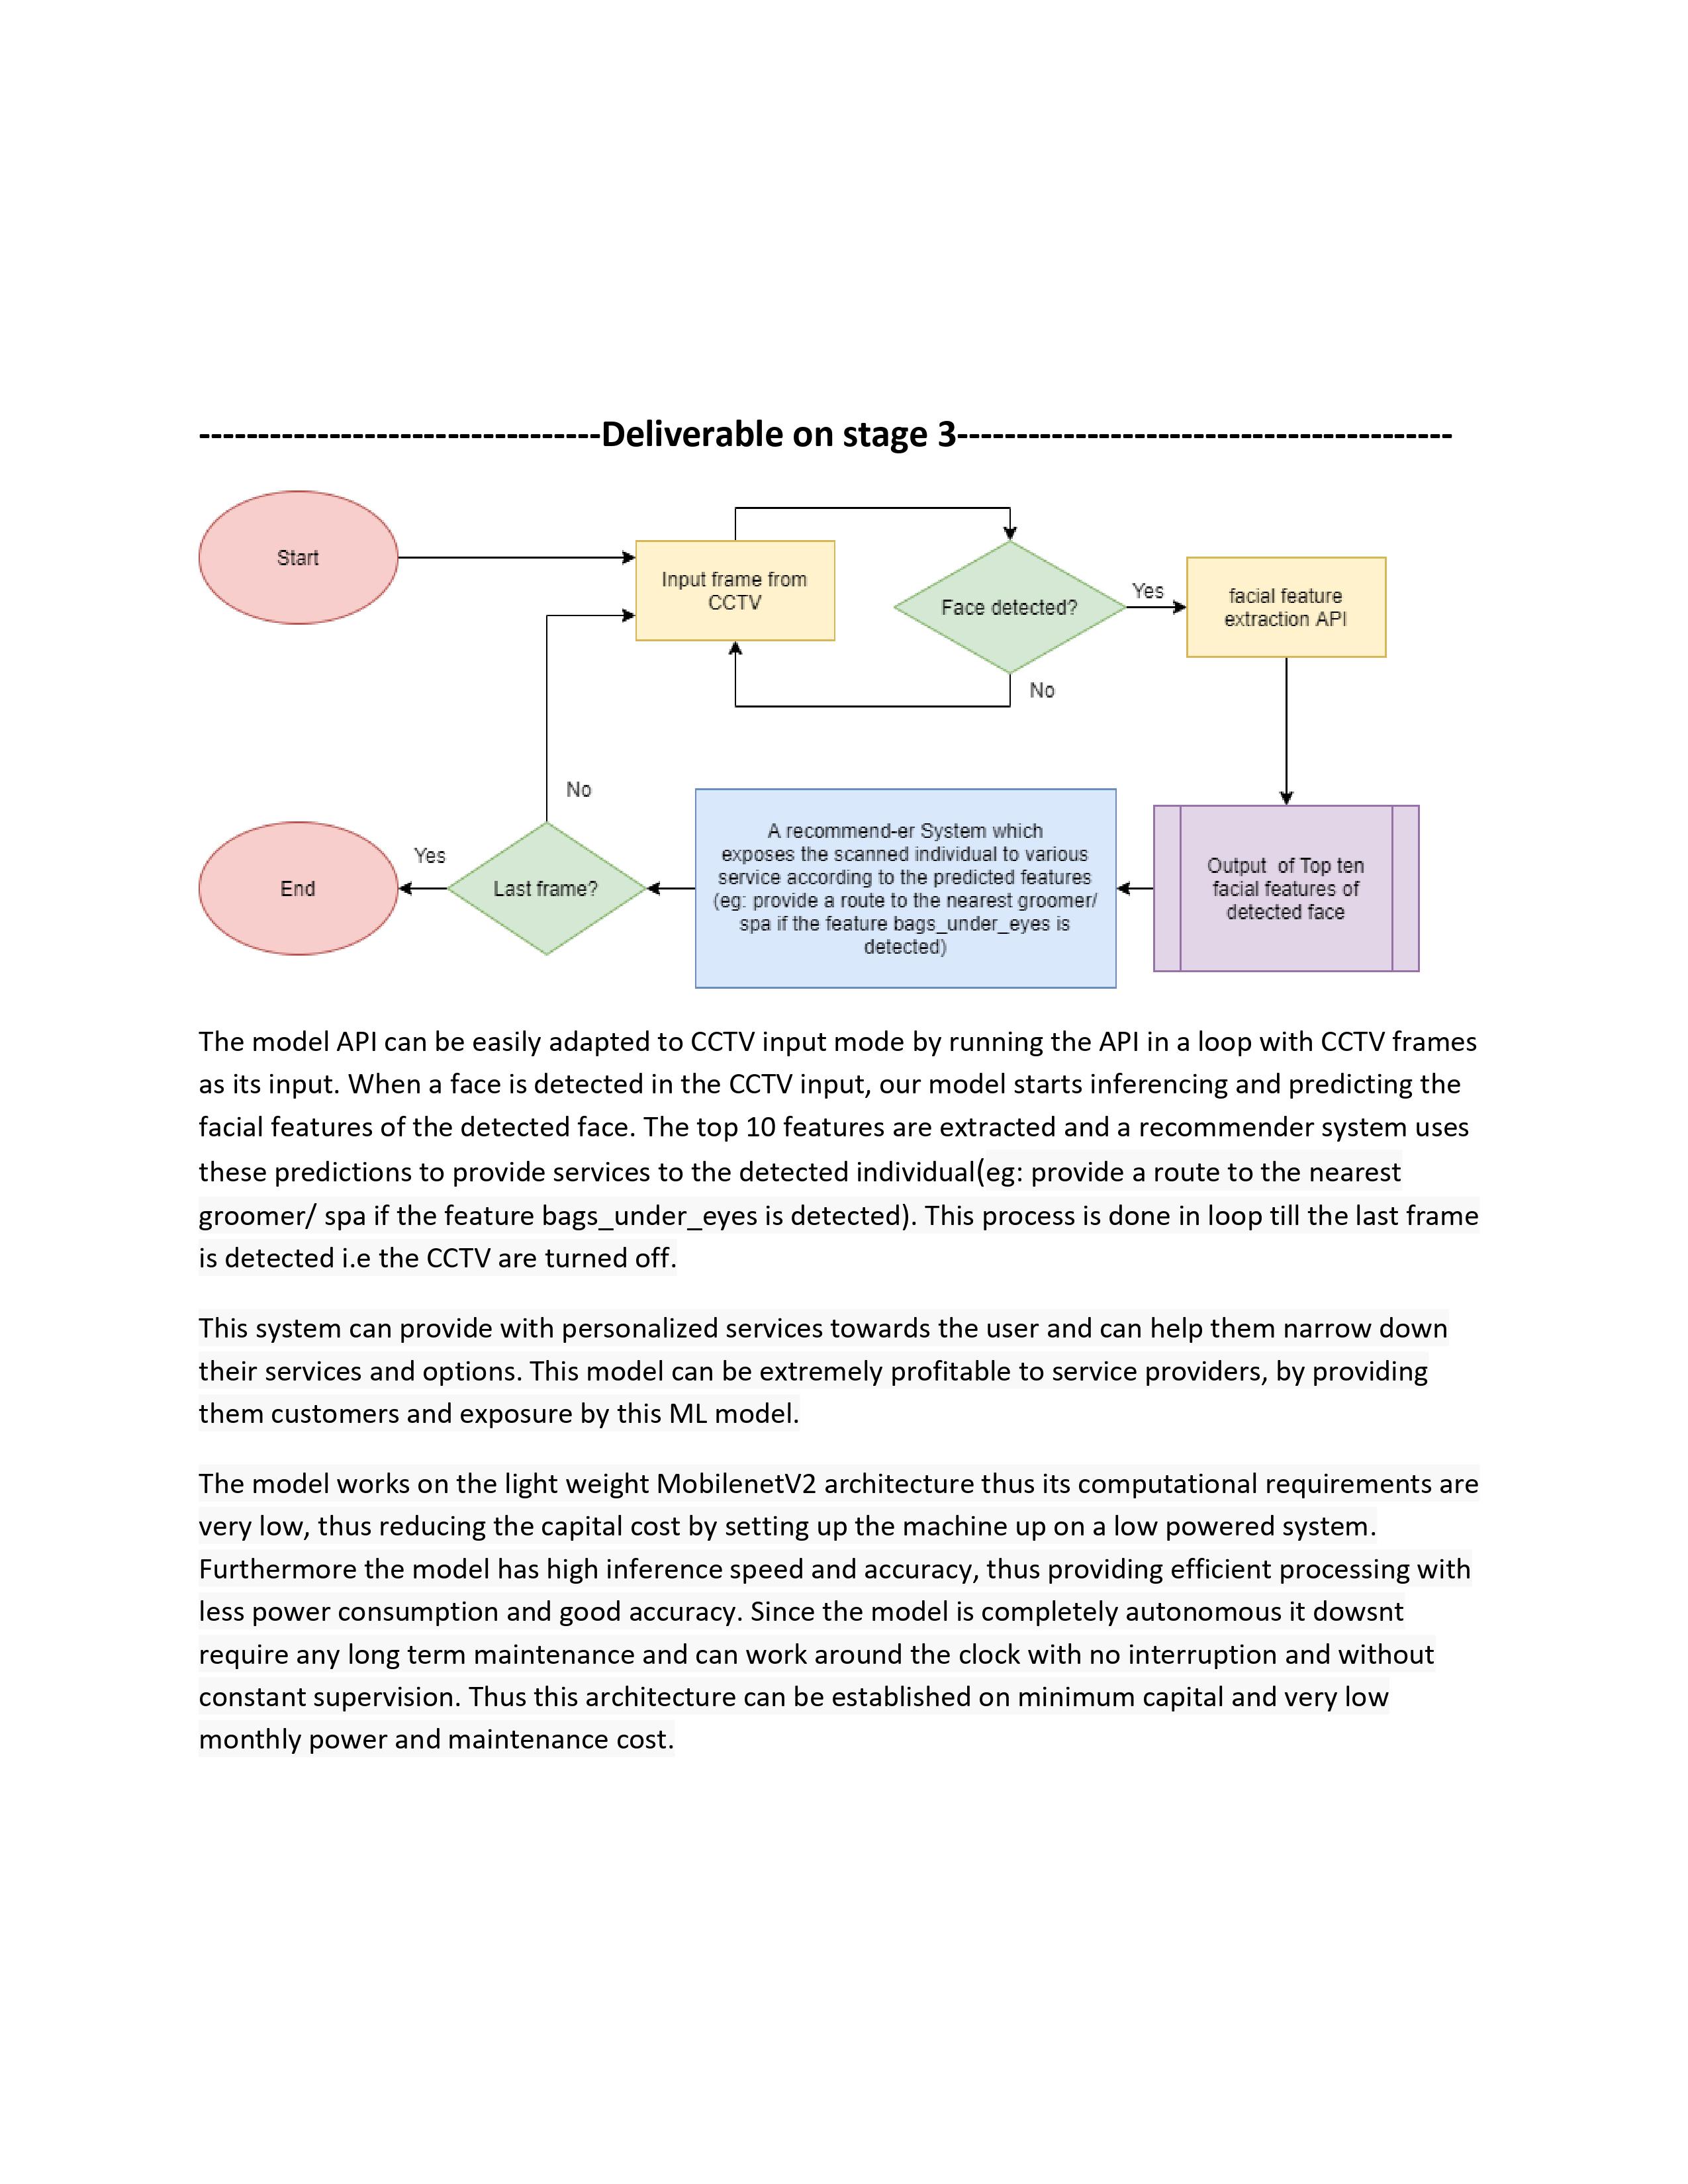 ----------------------------------Deliverable on stage 3------------------------------------------
Start
Input frame from
CCTV
Face detected?
Yes
facial feature
extraction API
No
No
Output of Top ten
facial features of
detected face
A recommend-er System which
exposes the scanned individual to various
service according to the predicted features
(eg: provide a route to the nearest groomer/
spa if the feature bags_under_eyes is
detected)
Last frame?
Yes
End
The model API can be easily adapted to CCTV input mode by running the API in a loop with CCTV frames
as its input. When a face is detected in the CCTV input, our model starts inferencing and predicting the
facial features of the detected face. The top 10 features are extracted and a recommender system uses
these predictions to provide services to the detected individual(eg: provide a route to the nearest
groomer/ spa if the feature bags_under_eyes is detected). This process is done in loop till the last frame
is detected i.e the CCTV are turned off.
This system can provide with personalized services towards the user and can help them narrow down
their services and options. This model can be extremely profitable to service providers, by providing
them customers and exposure by this ML model.
The model works on the light weight MobilenetV2 architecture thus its computational requirements are
very low, thus reducing the capital cost by setting up the machine up on a low powered system.
Furthermore the model has high inference speed and accuracy, thus providing efficient processing with
less power consumption and good accuracy. Since the model is completely autonomous it dowsnt
require any long term maintenance and can work around the clock with no interruption and without
constant supervision. Thus this architecture can be established on minimum capital and very low
monthly power and maintenance cost.